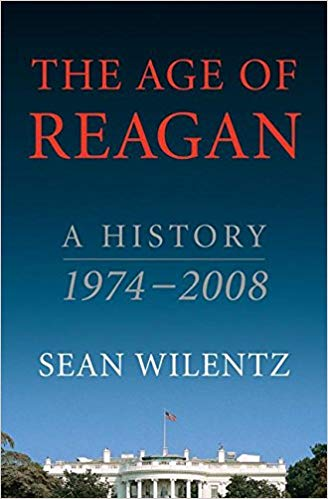 THE AGE OF
REAGAN
A HISTORY
1974–2008
SEAN WILENTZ